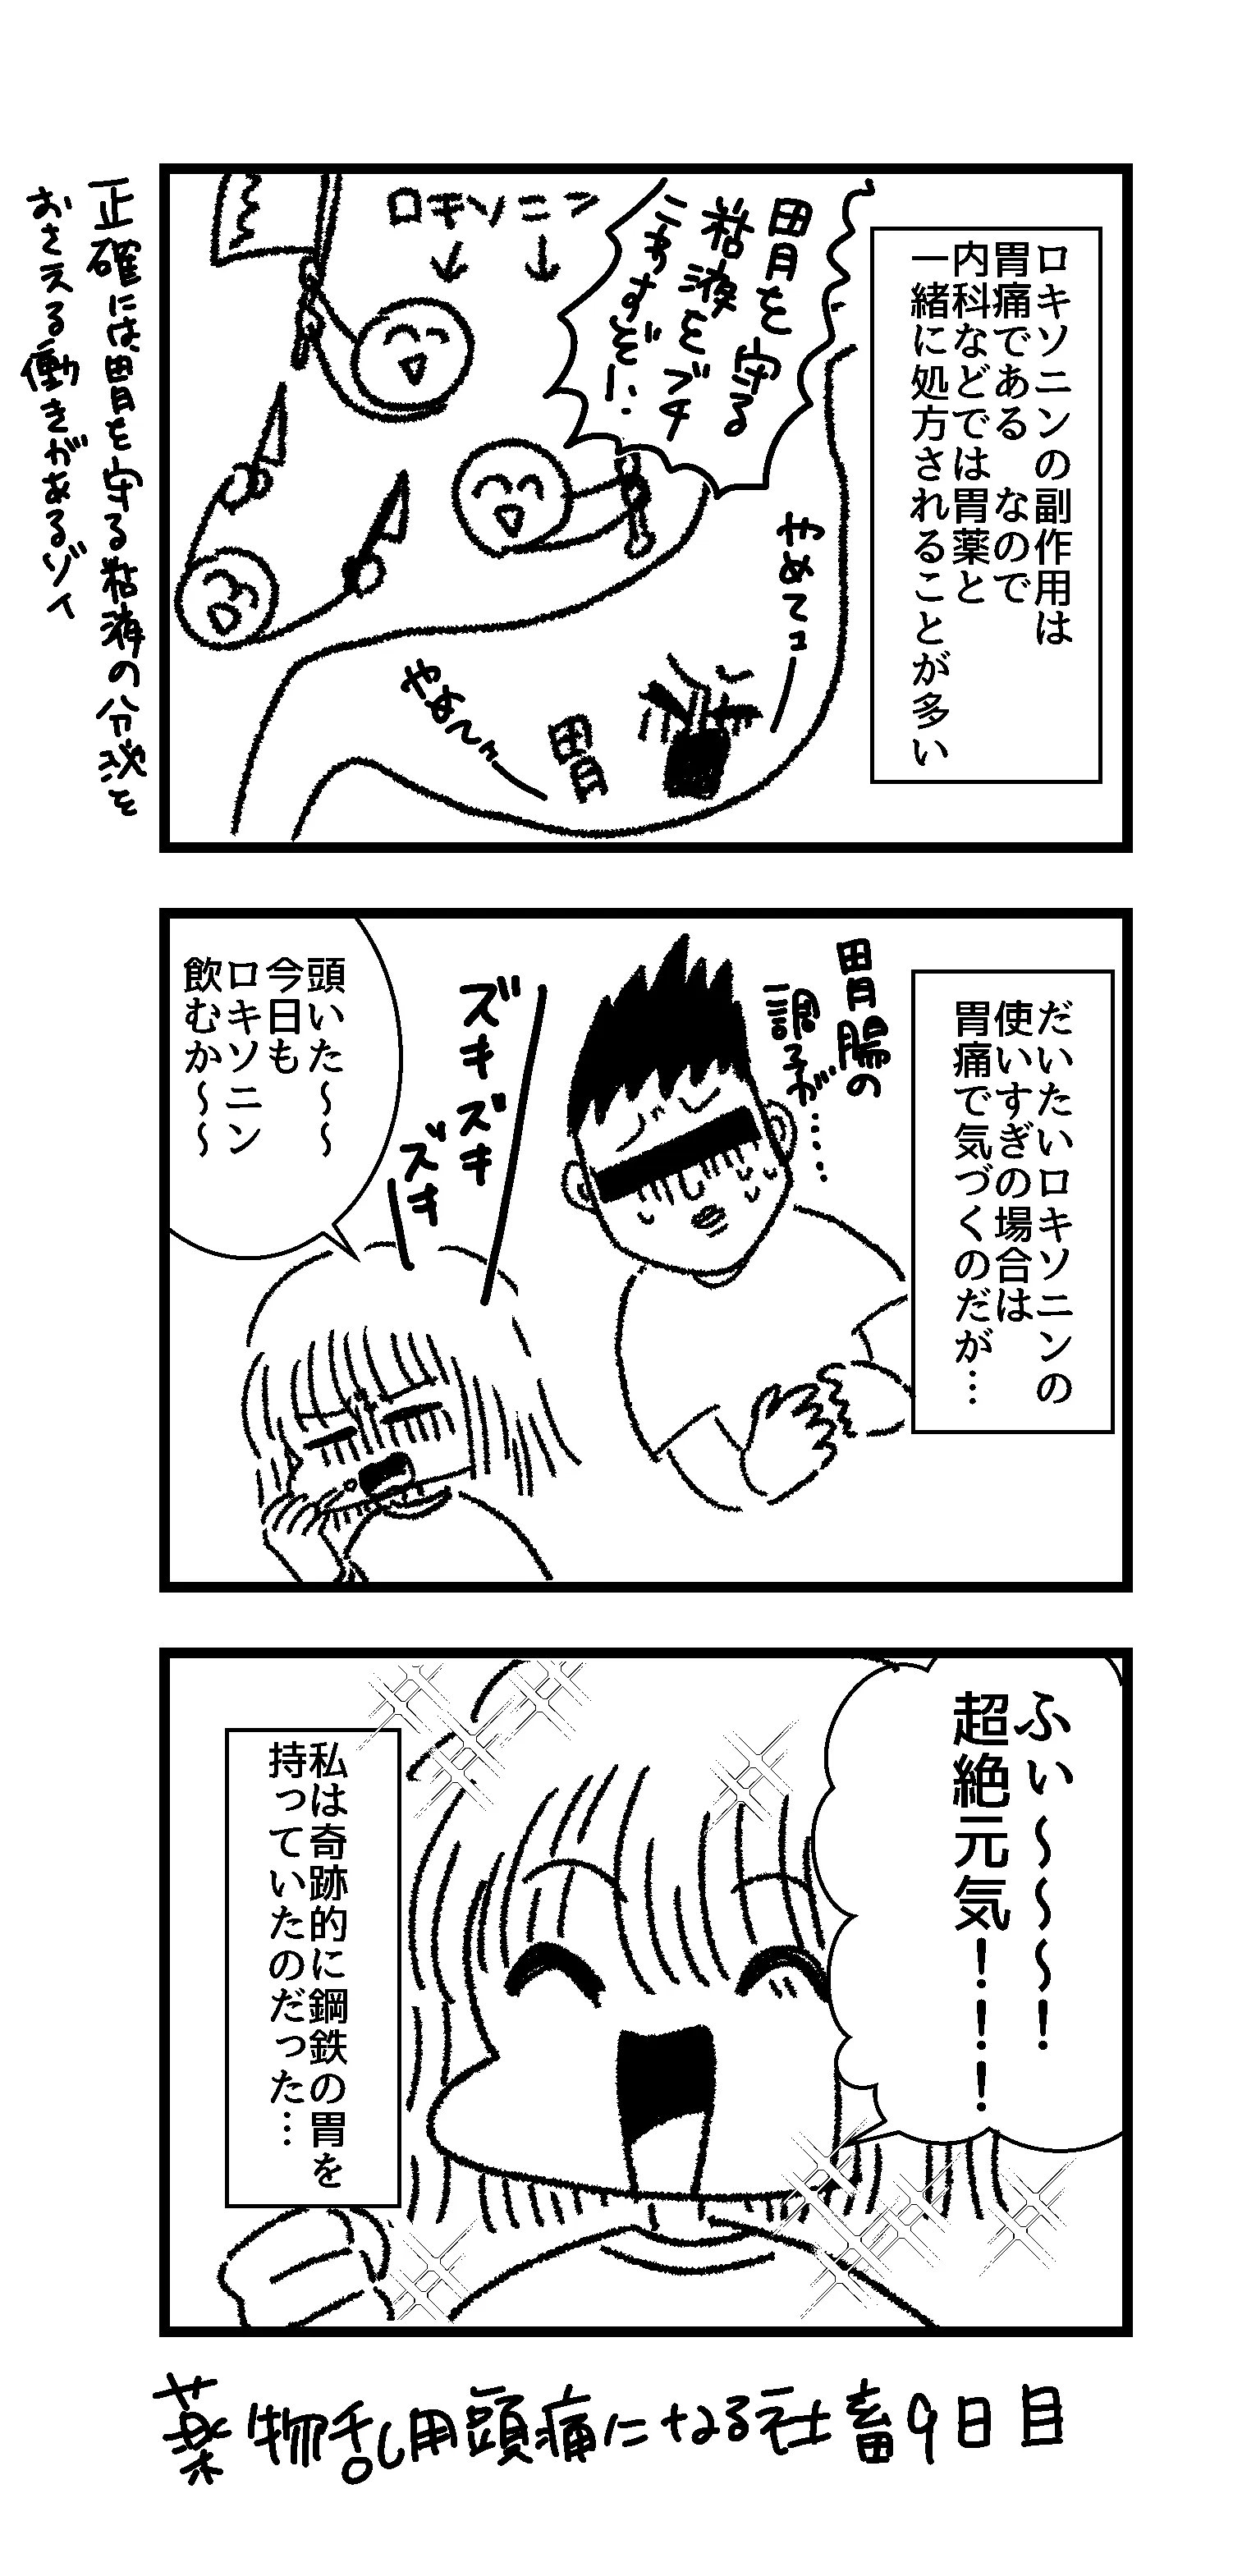 ロキソニンの副作用は
胃痛である なので
内科などでは胃薬と
一緒に処方されることが多い
胃を守る
粘液をブチ
こわすぞー‥
ロキソニン
↓ ↓
やめてェ
やめ〜
胃
正確には胃を守る粘液の分泌を
おさえる働きがあるゾイ
だいたいロキソニンの
使いすぎの場合は
胃痛で気づくのだが…
胃腸の
調子が……
ズキズキ
ズキ
頭いた〜〜
今日も
ロキソニン
飲むか〜〜
ふい〜〜〜！
超絶元気！！！
私は奇跡的に鋼鉄の胃を
持っていたのだった…
薬物乱用頭痛になる社畜9日目